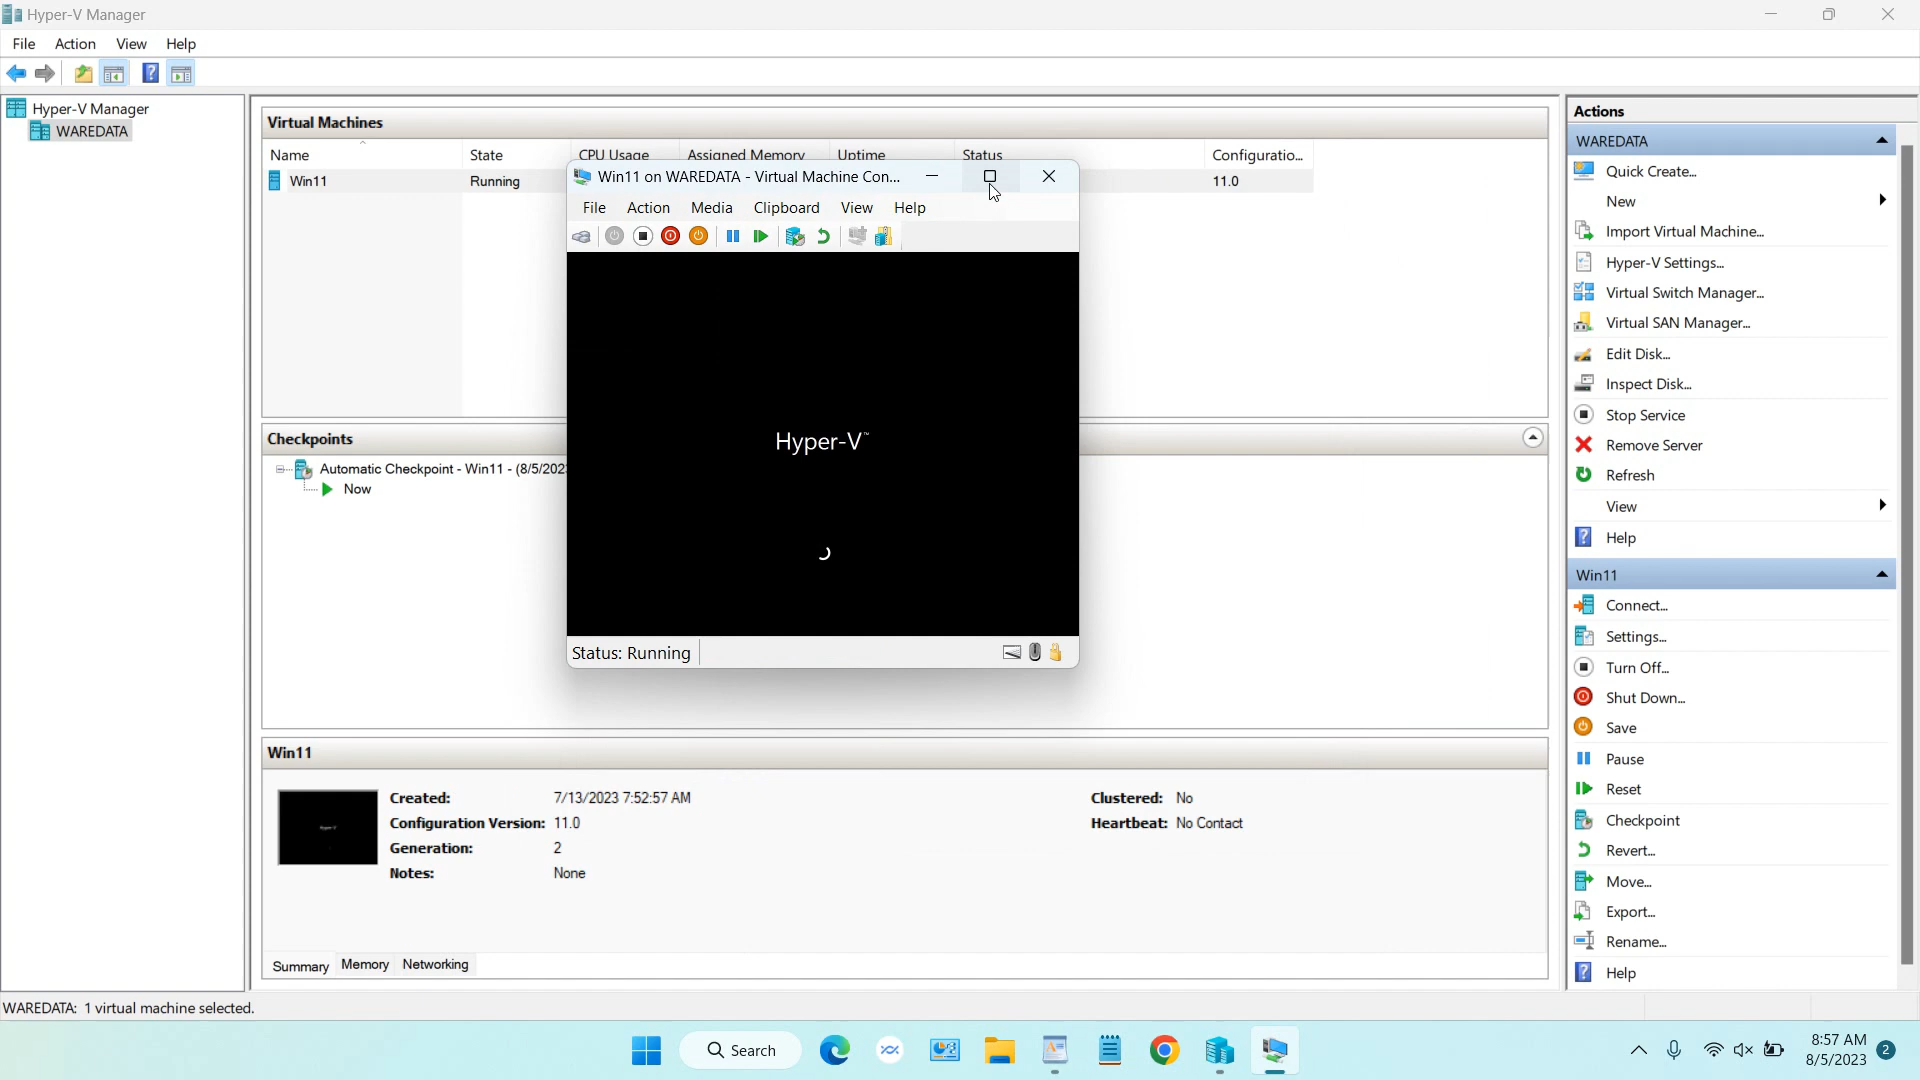 Hyper-V Manager
File Action View Help
Hyper-V Manager
WAREDATA
Virtual Machines
Name State CPU Usage Assigned Memory Uptime Status Configuratio...
Win11 Running 11.0
Win11 on WAREDATA - Virtual Machine Con...
File Action Media Clipboard View Help
Hyper-V™
Status: Running
Checkpoints
Automatic Checkpoint - Win11 - (8/5/202
Now
Win11
Created: 7/13/2023 7:52:57 AM Clustered: No
Configuration Version: 11.0 Heartbeat: No Contact
Generation: 2
Notes: None
Summary Memory Networking
Actions
WAREDATA
Quick Create...
New
Import Virtual Machine...
Hyper-V Settings...
Virtual Switch Manager...
Virtual SAN Manager...
Edit Disk...
Inspect Disk...
Stop Service
Remove Server
Refresh
View
Help
Win11
Connect...
Settings...
Turn Off...
Shut Down...
Save
Pause
Reset
Checkpoint
Revert...
Move...
Export...
Rename...
Help
WAREDATA: 1 virtual machine selected.
Search
8:57 AM
8/5/2023
2